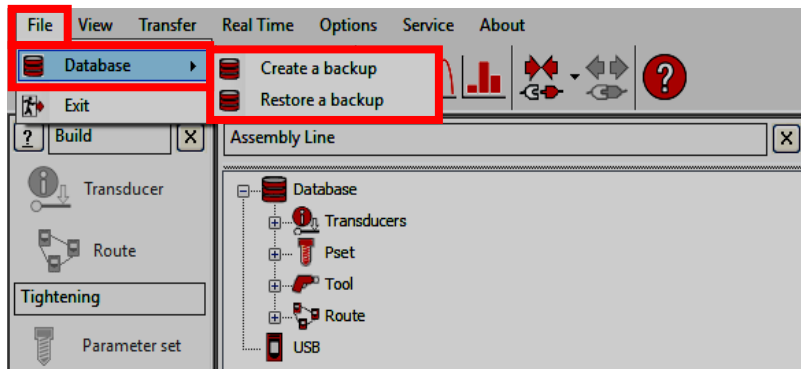 File View Transfer Real Time Options Service About
Database
Create a backup
Restore a backup
Exit
?
? Build X
Assembly Line X
Transducer
Route
Tightening
Parameter set
Database
Transducers
Pset
Tool
Route
USB